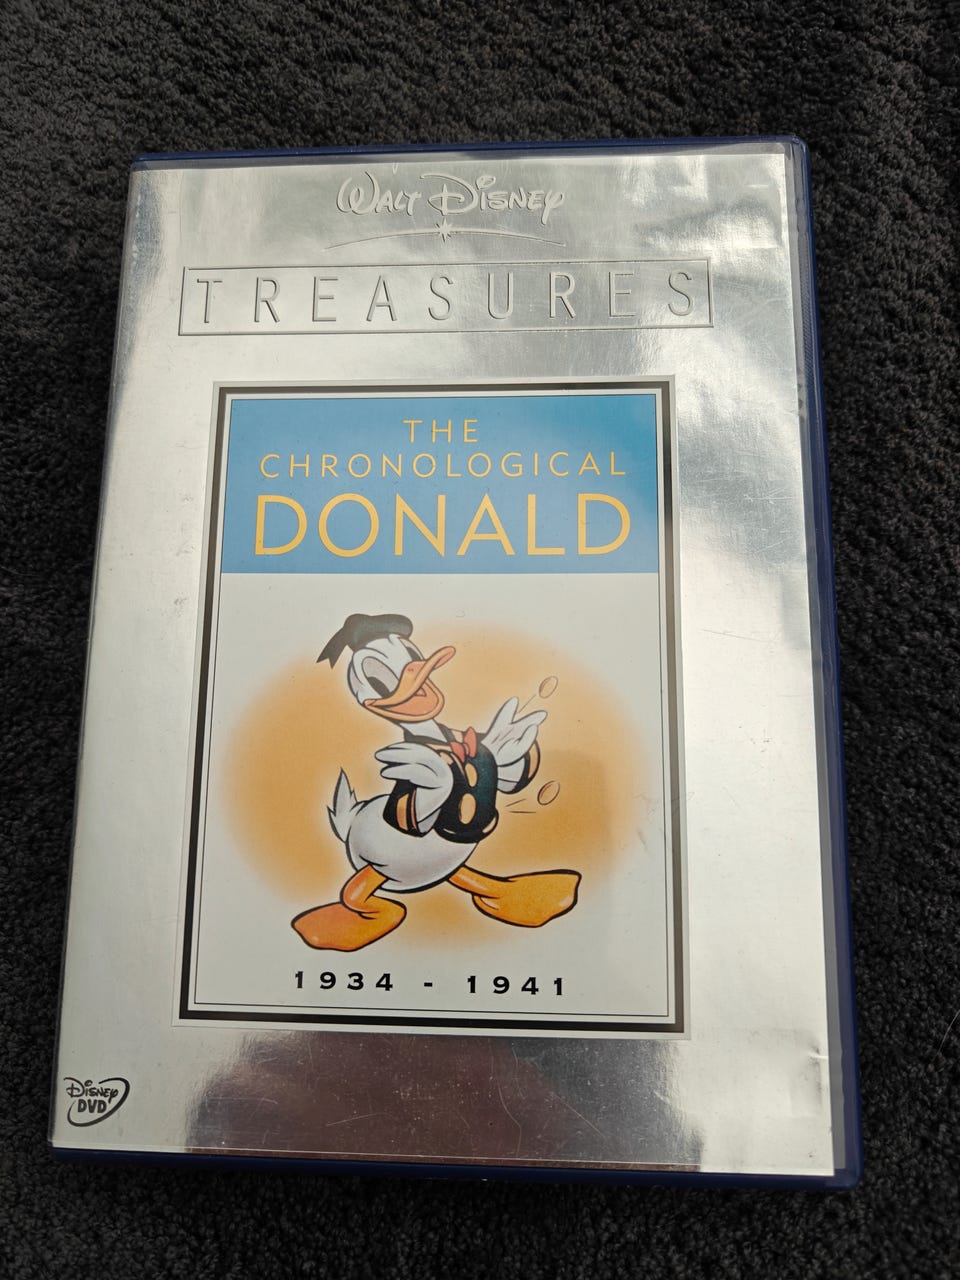 WALT DISNEY
TREASURES
THE
CHRONOLOGICAL
DONALD
1934 - 1941
DISNEY
DVD